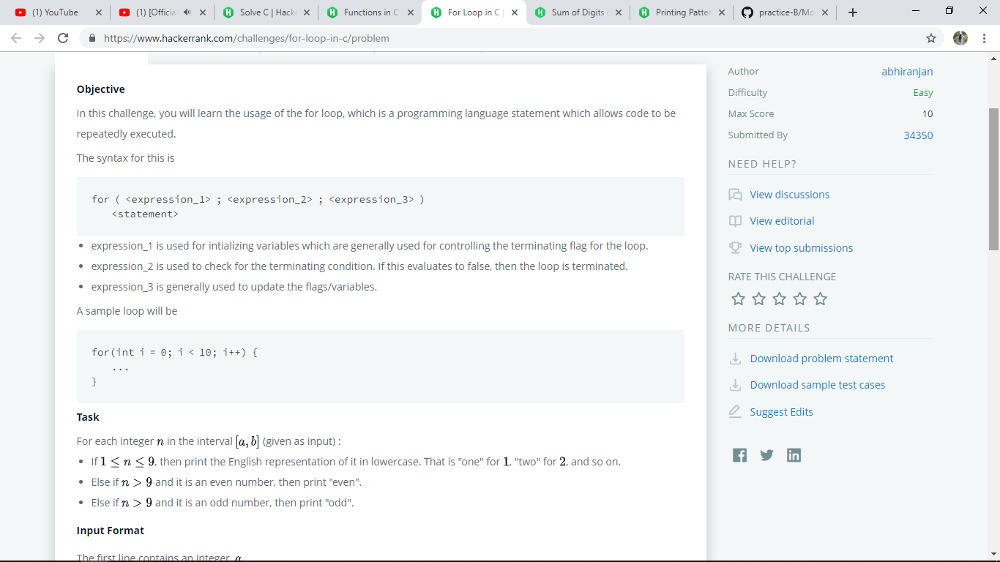 (1) YouTube
(1) [Officia
Solve C | Hack
Functions in C
For Loop in C |
Sum of Digits
Printing Patter
practice-B/Mo
https://www.hackerrank.com/challenges/for-loop-in-c/problem
Objective
In this challenge, you will learn the usage of the for loop, which is a programming language statement which allows code to be
repeatedly executed.
The syntax for this is
for ( <expression_1> ; <expression_2> ; <expression_3> )
<statement>
• expression_1 is used for intializing variables which are generally used for controlling the terminating flag for the loop.
• expression_2 is used to check for the terminating condition. If this evaluates to false, then the loop is terminated.
• expression_3 is generally used to update the flags/variables.
A sample loop will be
for(int i = 0; i < 10; i++) {
...
}
Task
For each integer n in the interval [a, b] (given as input) :
• If 1 ≤ n ≤ 9, then print the English representation of it in lowercase. That is "one" for 1, "two" for 2, and so on.
• Else if n > 9 and it is an even number, then print "even".
• Else if n > 9 and it is an odd number, then print "odd".
Input Format
The first line contains an integer, a
Author abhiranjan
Difficulty Easy
Max Score 10
Submitted By 34350
NEED HELP?
View discussions
View editorial
View top submissions
RATE THIS CHALLENGE
MORE DETAILS
Download problem statement
Download sample test cases
Suggest Edits